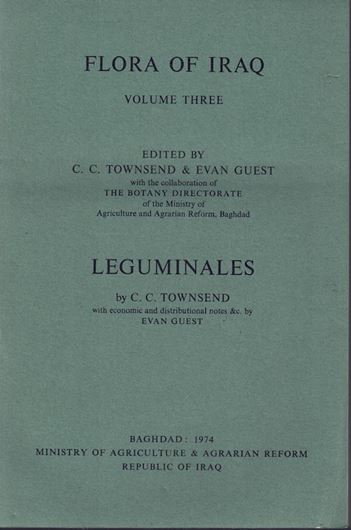 FLORA OF IRAQ
VOLUME THREE
EDITED BY
C. C. TOWNSEND & EVAN GUEST
with the collaboration of
THE BOTANY DIRECTORATE
of the Ministry of
Agriculture and Agrarian Reform, Baghdad
LEGUMINALES
by C. C. TOWNSEND
with economic and distributional notes &c. by
EVAN GUEST
BAGHDAD: 1974
MINISTRY OF AGRICULTURE & AGRARIAN REFORM
REPUBLIC OF IRAQ